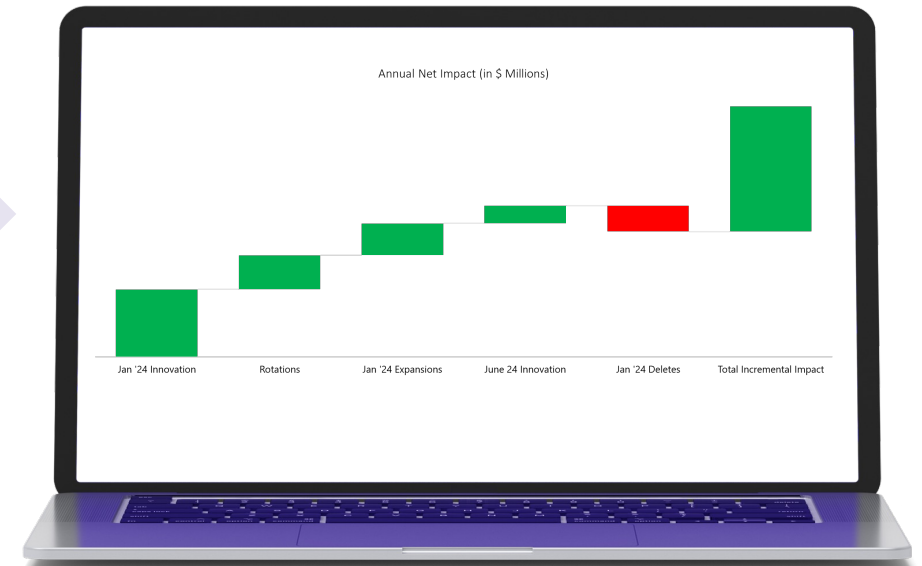 Annual Net Impact (in $ Millions)
Jan '24 Innovation
Rotations
Jan '24 Expansions
June 24 Innovation
Jan '24 Deletes
Total Incremental Impact